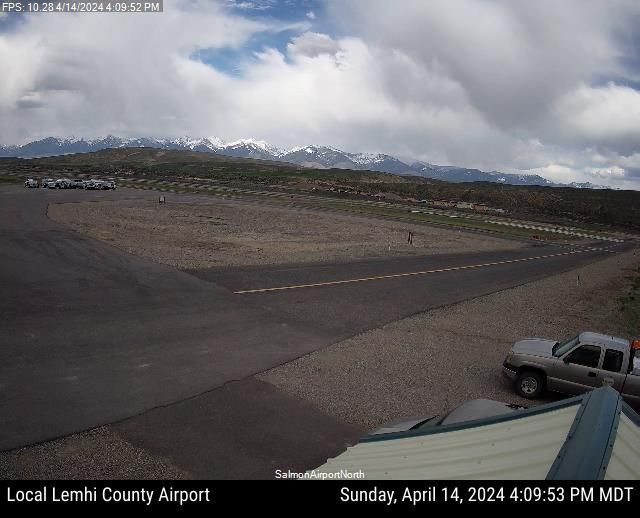 FPS: 10.28 4/14/2024 4:09:52 PM
SalmonAirportNorth
Local Lemhi County Airport Sunday, April 14, 2024 4:09:53 PM MDT